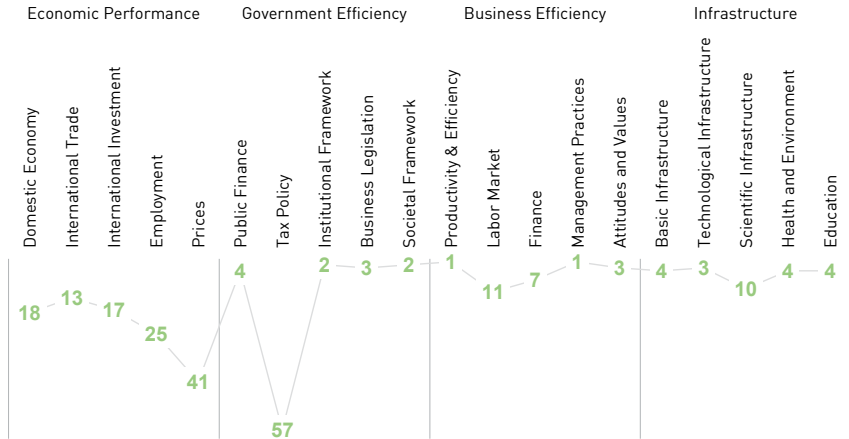 Economic Performance
Government Efficiency
Business Efficiency
Infrastructure
Domestic Economy
International Trade
International Investment
Employment
Prices
Public Finance
Tax Policy
Institutional Framework
Business Legislation
Societal Framework
Productivity & Efficiency
Labor Market
Finance
Management Practices
Attitudes and Values
Basic Infrastructure
Technological Infrastructure
Scientific Infrastructure
Health and Environment
Education
18
13
17
25
41
4
57
2
3
2
1
11
7
1
3
4
3
10
4
4